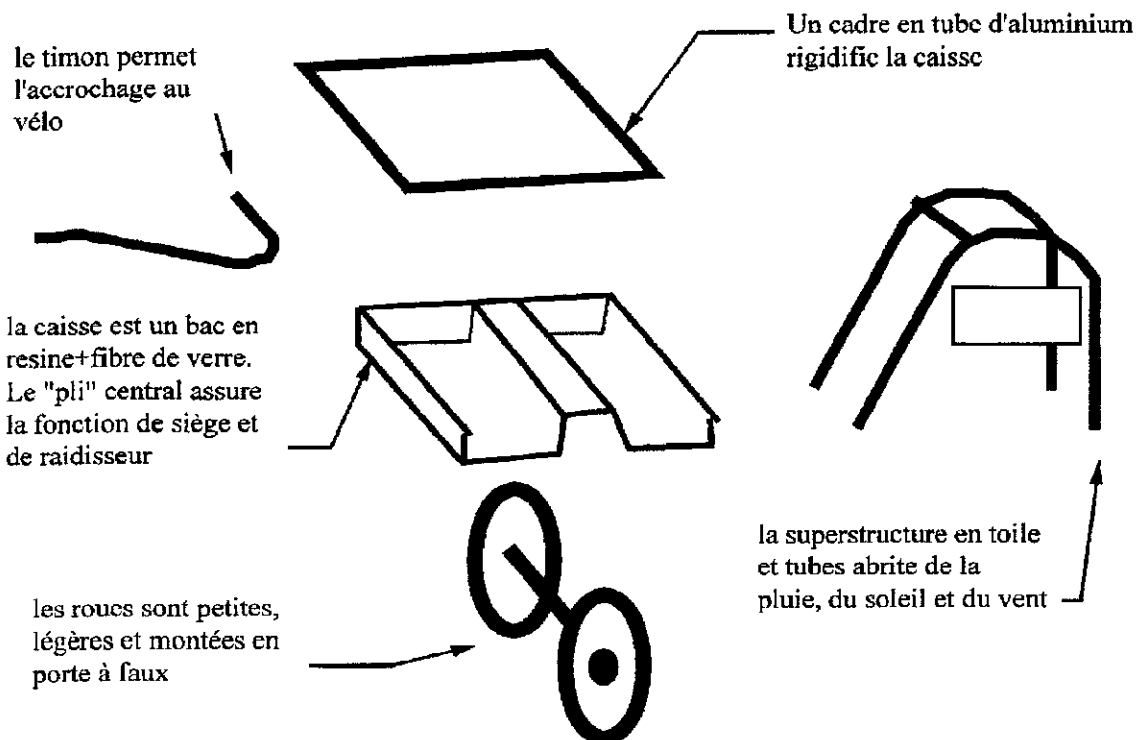 le timon permet
l'accrochage au
vélo
Un cadre en tube d'aluminium
rigidifie la caisse
la caisse est un bac en
resine+fibre de verre.
Le "pli" central assure
la fonction de siège et
de raidisseur
la superstructure en toile
et tubes abrite de la
pluie, du soleil et du vent
les roues sont petites,
légères et montées en
porte à faux